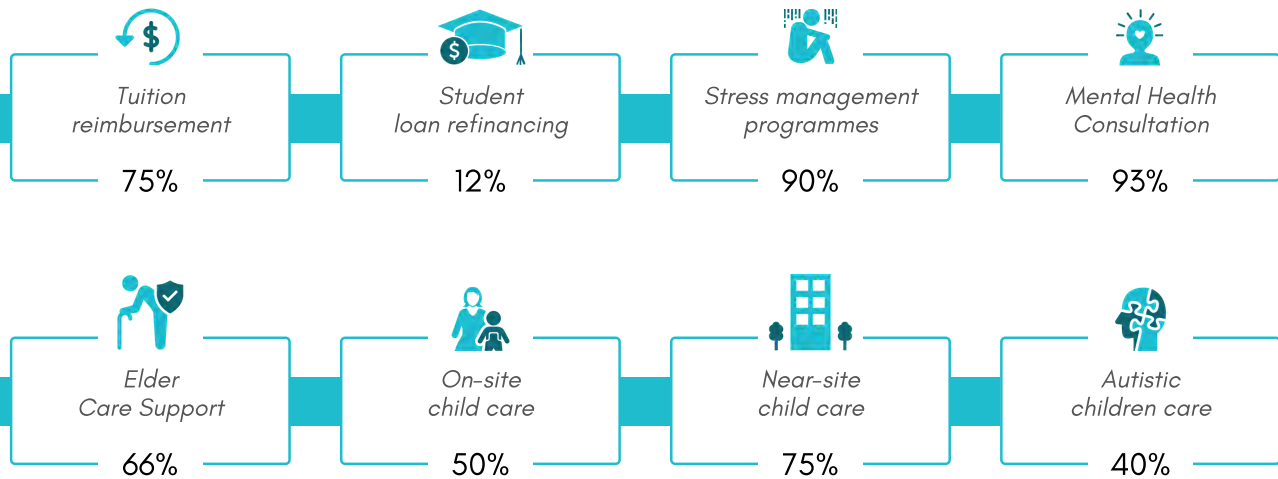 Tuition
reimbursement
75%
Student
loan refinancing
12%
Stress management
programmes
90%
Mental Health
Consultation
93%
Elder
Care Support
66%
On-site
child care
50%
Near-site
child care
75%
Autistic
children care
40%